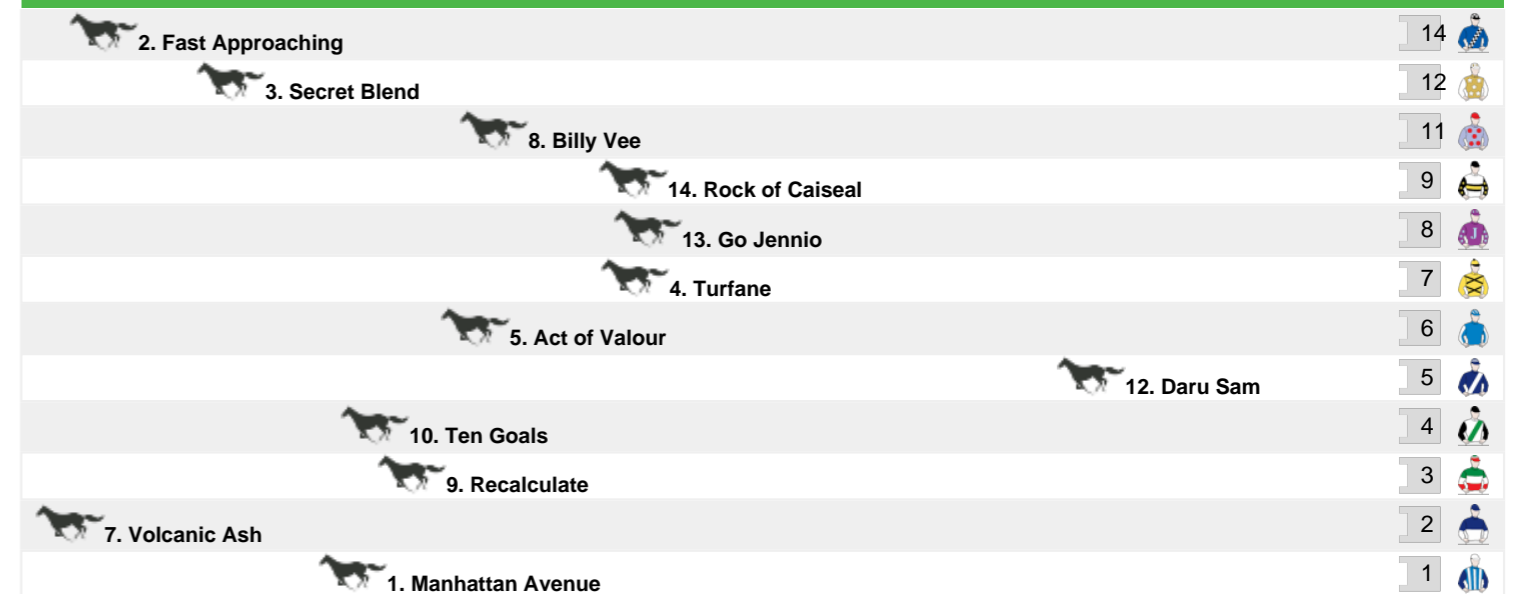 2. Fast Approaching 14
3. Secret Blend 12
8. Billy Vee 11
14. Rock of Caiseal 9
13. Go Jennio 8
J
4. Turfane 7
5. Act of Valour 6
12. Daru Sam 5
10. Ten Goals 4
9. Recalculate 3
7. Volcanic Ash 2
1. Manhattan Avenue 1